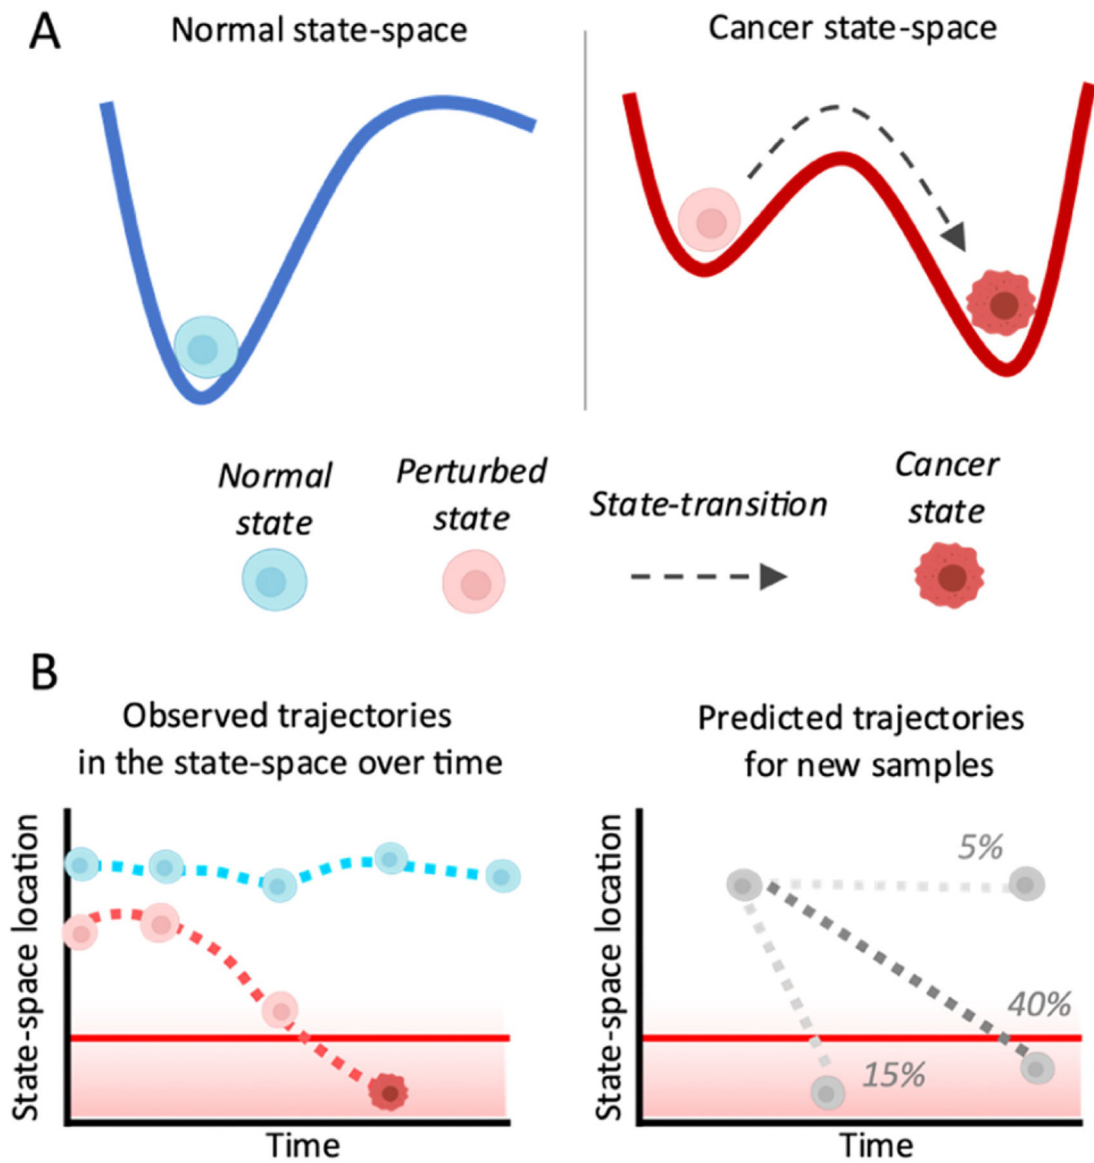 A
Normal state-space
Cancer state-space
Normal
state
Perturbed
state
State-transition
Cancer
state
B
Observed trajectories
in the state-space over time
Predicted trajectories
for new samples
State-space location
Time
State-space location
5%
40%
15%
Time